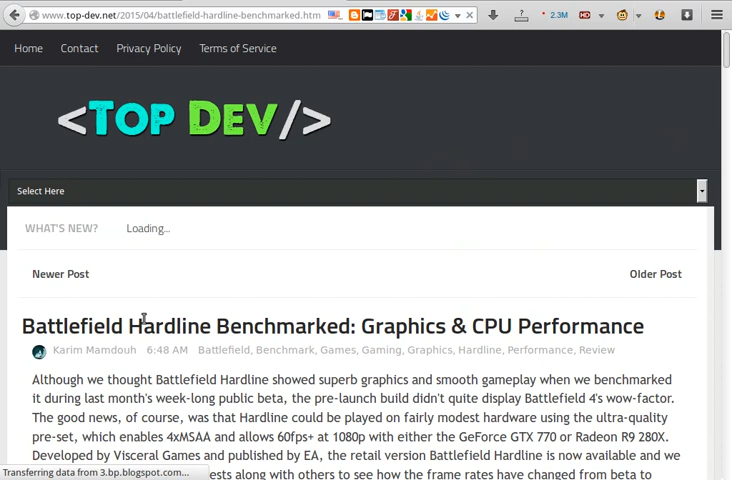 www.top-dev.net/2015/04/battlefield-hardline-benchmarked.htm
2.3M
Home Contact Privacy Policy Terms of Service
<TOP DEV/>
Select Here
WHAT'S NEW? Loading...
Newer Post Older Post
Battlefield Hardline Benchmarked: Graphics & CPU Performance
Karim Mamdouh 6:48 AM Battlefield, Benchmark, Games, Gaming, Graphics, Hardline, Performance, Review
Although we thought Battlefield Hardline showed superb graphics and smooth gameplay when we benchmarked
it during last month's week-long public beta, the pre-launch build didn't quite display Battlefield 4's wow-factor.
The good news, of course, was that Hardline could be played on fairly modest hardware using the ultra-quality
pre-set, which enables 4xMSAA and allows 60fps+ at 1080p with either the GeForce GTX 770 or Radeon R9 280X.
Developed by Visceral Games and published by EA, the retail version Battlefield Hardline is now available and we
ests along with others to see how the frame rates have changed from beta to
Transferring data from 3.bp.blogspot.com...